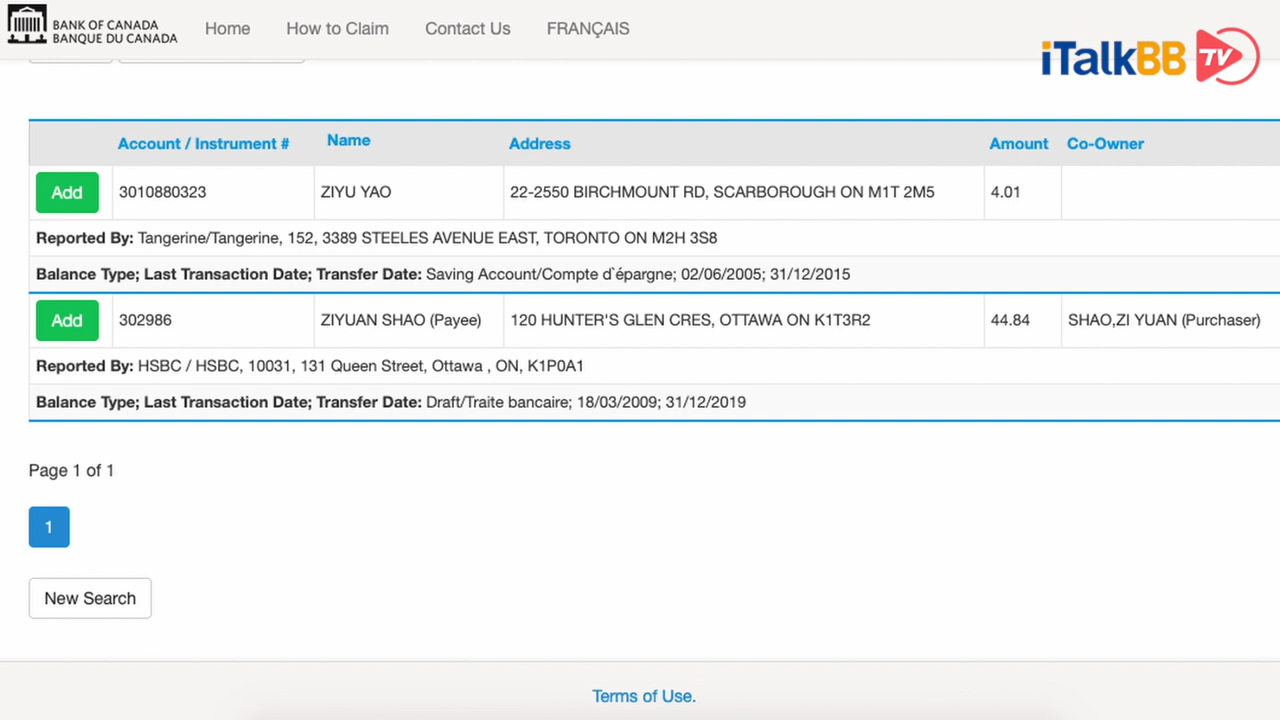 BANK OF CANADA
BANQUE DU CANADA
Home
How to Claim
Contact Us
FRANÇAIS
iTalkBB TV
Account / Instrument #
Name
Address
Amount
Co-Owner
Add
3010880323
ZIYU YAO
22-2550 BIRCHMOUNT RD, SCARBOROUGH ON M1T 2M5
4.01
Reported By: Tangerine/Tangerine, 152, 3389 STEELES AVENUE EAST, TORONTO ON M2H 3S8
Balance Type; Last Transaction Date; Transfer Date: Saving Account/Compte d`épargne; 02/06/2005; 31/12/2015
Add
302986
ZIYUAN SHAO (Payee)
120 HUNTER'S GLEN CRES, OTTAWA ON K1T3R2
44.84
SHAO,ZI YUAN (Purchaser)
Reported By: HSBC / HSBC, 10031, 131 Queen Street, Ottawa , ON, K1P0A1
Balance Type; Last Transaction Date; Transfer Date: Draft/Traite bancaire; 18/03/2009; 31/12/2019
Page 1 of 1
1
New Search
Terms of Use.